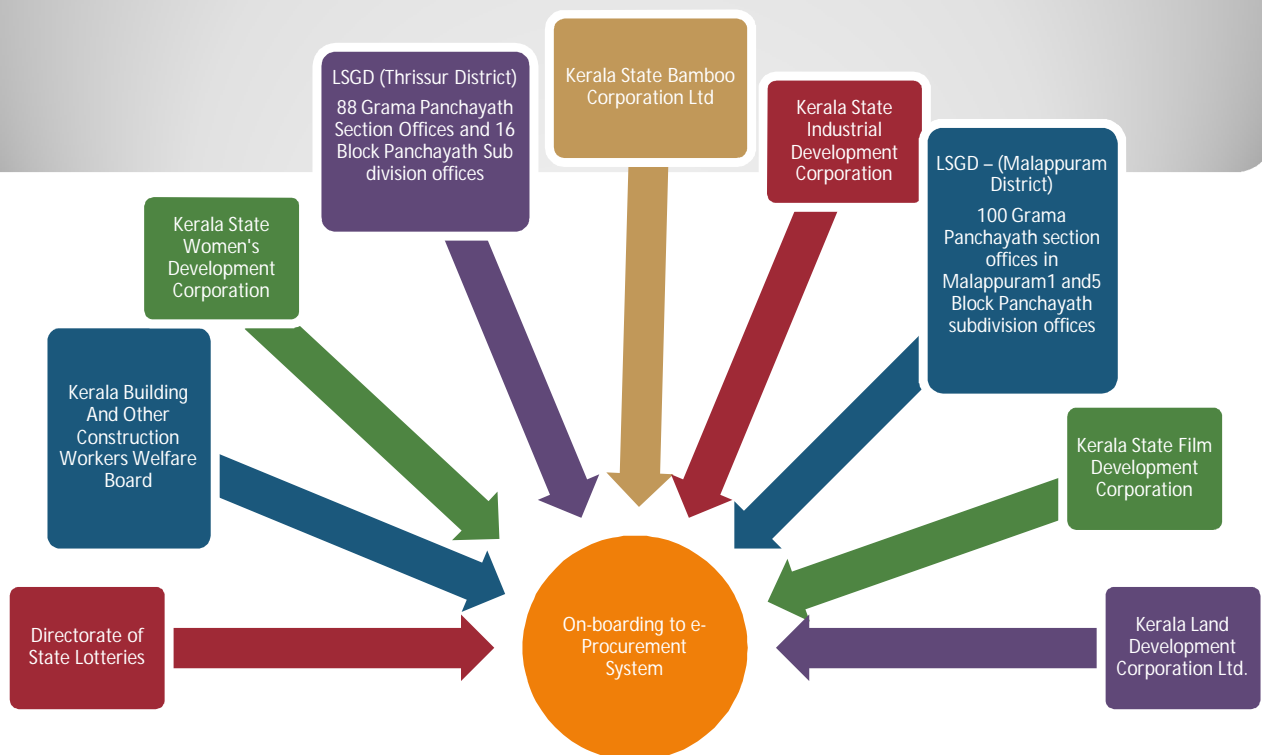 Kerala State Bamboo
Corporation Ltd
LSGD (Thrissur District)
88 Grama Panchayath
Section Offices and 16
Block Panchayath Sub
division offices
Kerala State
Industrial
Development
Corporation
LSGD – (Malappuram
District)
100 Grama
Panchayath section
offices in
Malappuram1 and5
Block Panchayath
subdivision offices
Kerala State
Women's
Development
Corporation
Kerala Building
And Other
Construction
Workers Welfare
Board
Kerala State Film
Development
Corporation
Directorate of
State Lotteries
On-boarding to e-
Procurement
System
Kerala Land
Development
Corporation Ltd.